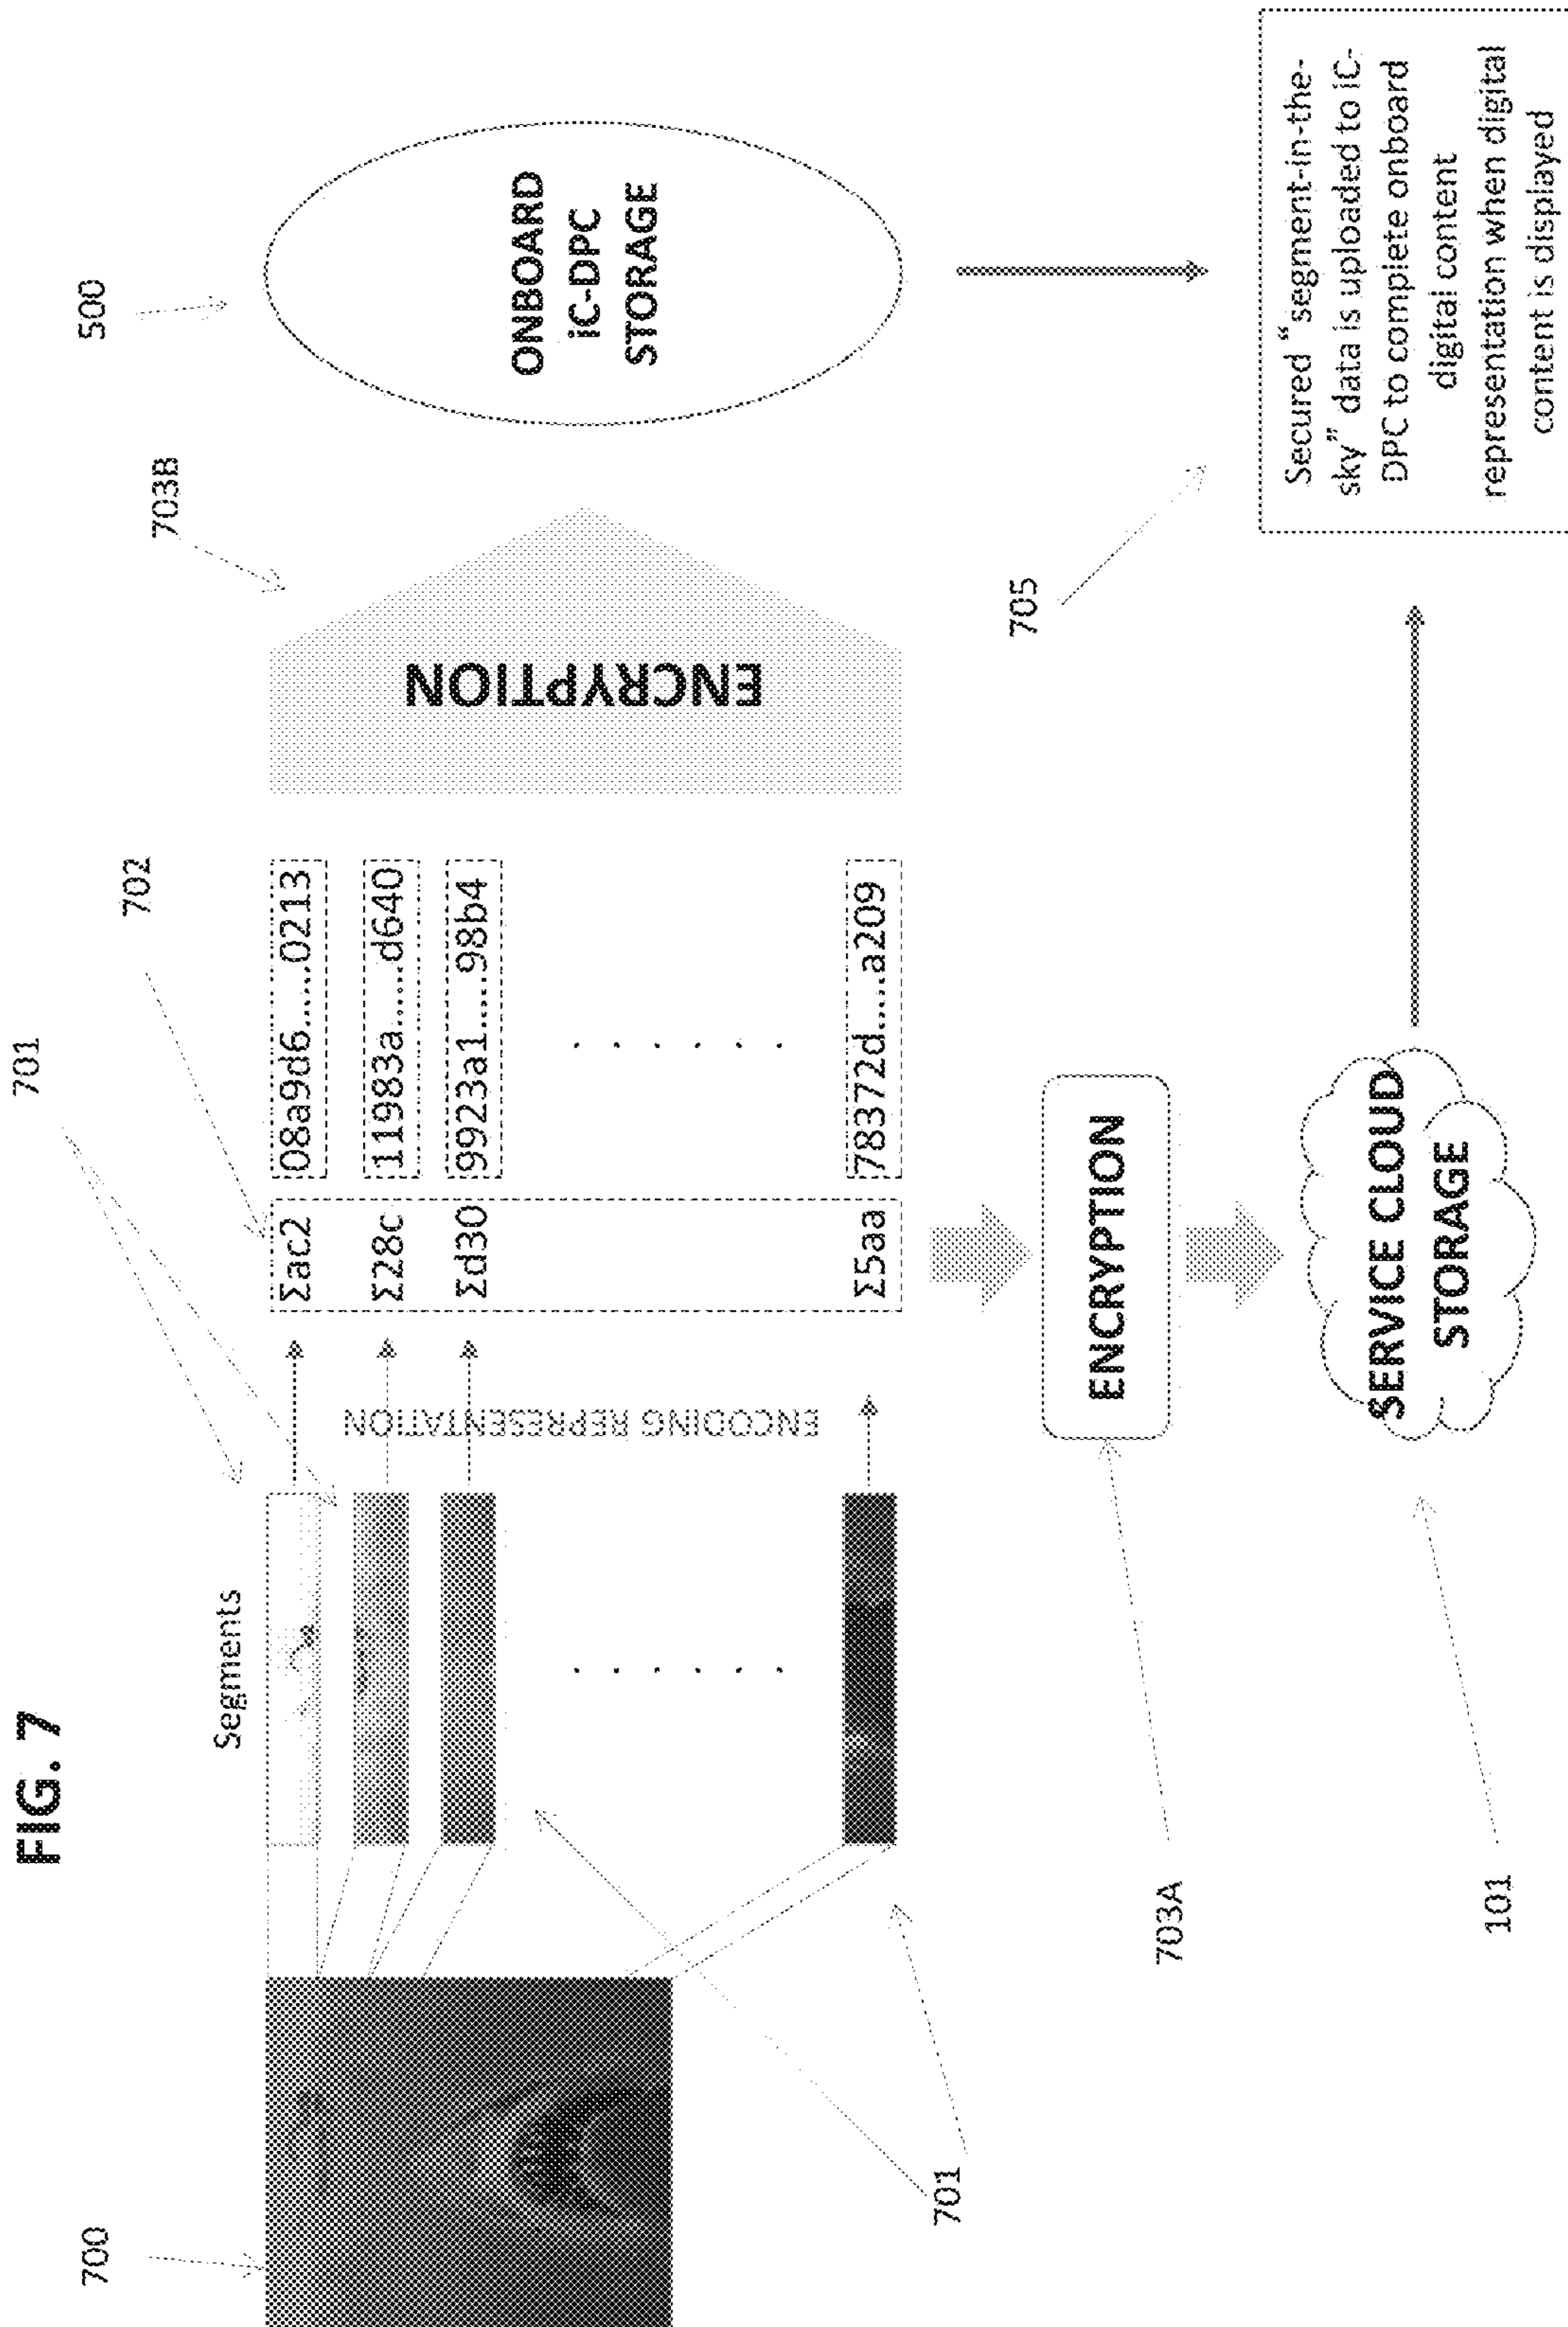 FIG. 7
700
701
702
703B
500
Segments
ENCODING REPRESENTATION
Σac2 08a9d6......0213
Σ28c 11983a.....d640
Σd30 9923a1....98b4
. . . . . .
. . . . . .
Σ5aa 78372d.....a209
ENCRYPTION
ONBOARD
iC-DPC
STORAGE
701
703A
ENCRYPTION
705
101
SERVICE CLOUD
STORAGE
Secured "segment-in-the-
sky" data is uploaded to iC-
DPC to complete onboard
digital content
representation when digital
content is displayed